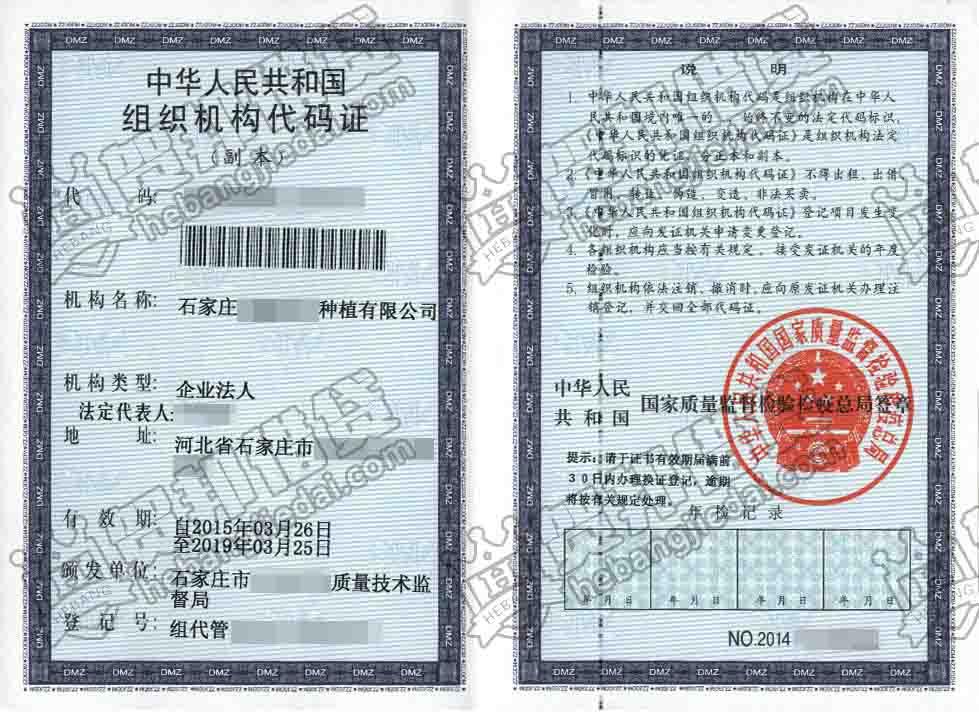 中华人民共和国
组织机构代码证
(副本)
代 码:
机构名称: 石家庄 种植有限公司
机构类型: 企业法人
法定代表人:
地 址: 河北省石家庄市
有 效 期: 自2015年03月26日
至2019年03月25日
颁发单位: 石家庄市 质量技术监
督局
登 记 号: 组代管
说 明
1. 中华人民共和国组织机构代码是组织机构在中华人
民共和国境内唯一的、始终不变的法定代码标识,
《中华人民共和国组织机构代码证》是组织机构法定
代码标识的凭证,分正本和副本。
2.《中华人民共和国组织机构代码证》不得出租、出借、
冒用、转让、伪造、变造、非法买卖。
3.《中华人民共和国组织机构代码证》登记项目发生变
化时,应向发证机关申请变更登记。
4. 各组织机构应当按有关规定,接受发证机关的年度
检验。
5. 组织机构依法注销、撤消时,应向原发证机关办理注
销登记,并交回全部代码证。
中华人民
共 和 国 国家质量监督检验检疫总局签章
中华人民共和国国家质量监督检验检疫总局
提示:请于证书有效期届满前
30日内办理换证登记,逾期
将按有关规定处理。
年检记录
年 月 日 年 月 日 年 月 日 年 月 日
NO.2014
hebangjiedai.com
HEBANG